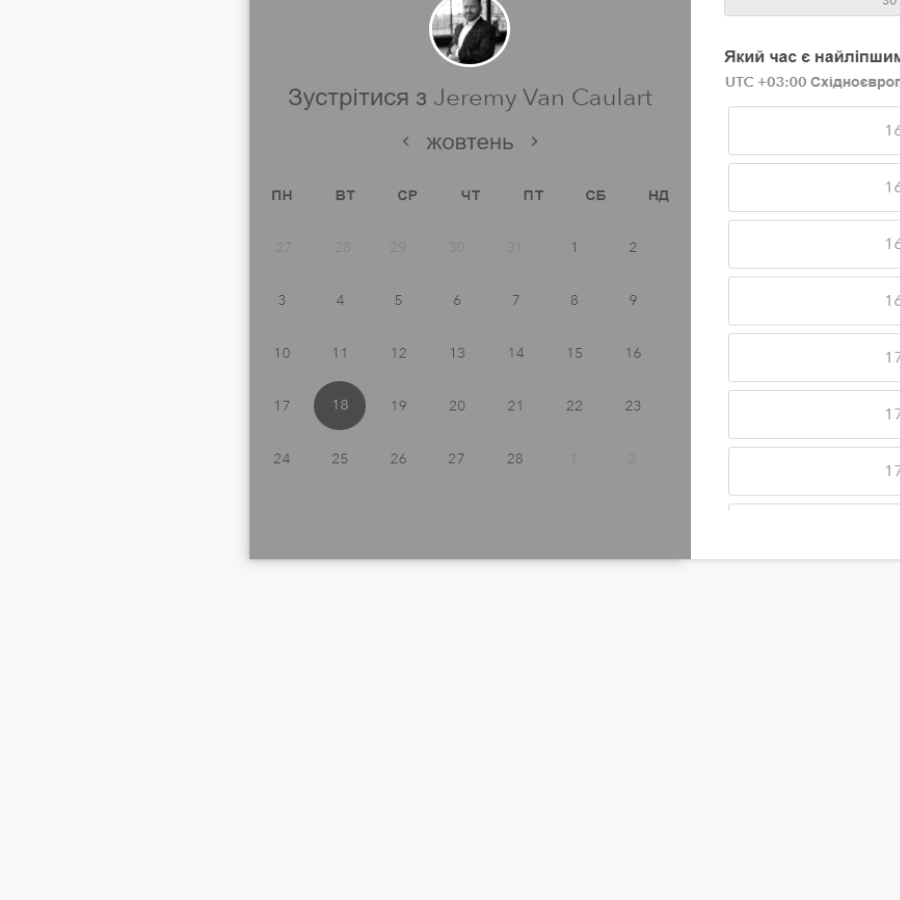 Зустрітися з Jeremy Van Caulart
жовтень
ПН ВТ СР ЧТ ПТ СБ НД
27 28 29 30 31 1 2
3 4 5 6 7 8 9
10 11 12 13 14 15 16
17 18 19 20 21 22 23
24 25 26 27 28 1 2
30
Який час є найліпшим
UTC +03:00 Східноєвроп
16
16
16
16
17
17
17